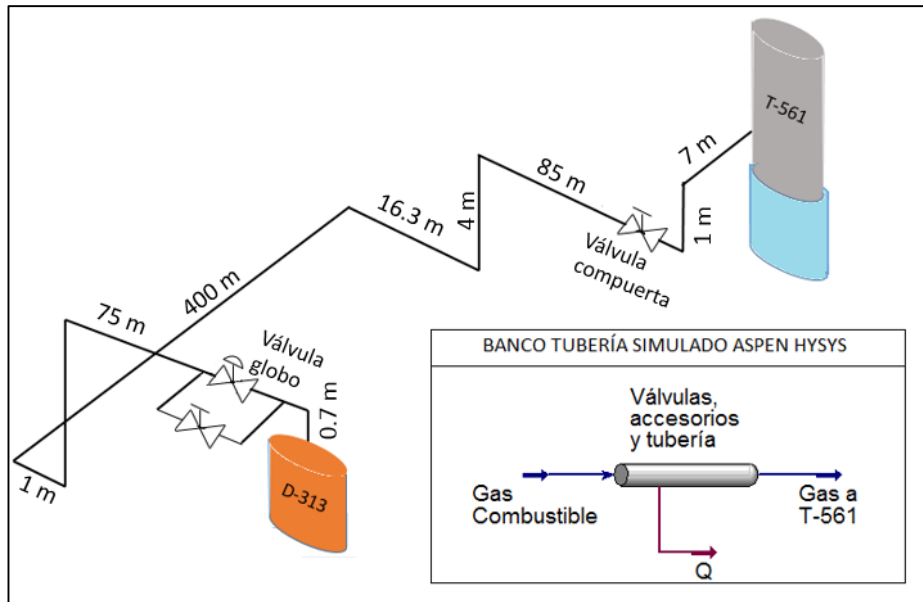 T-561
7 m
85 m
16.3 m
4 m
1 m
Válvula
compuerta
400 m
75 m
Válvula
globo
0.7 m
1 m
D-313
BANCO TUBERÍA SIMULADO ASPEN HYSYS
Válvulas,
accesorios
y tubería
Gas
Combustible
Gas a
T-561
Q